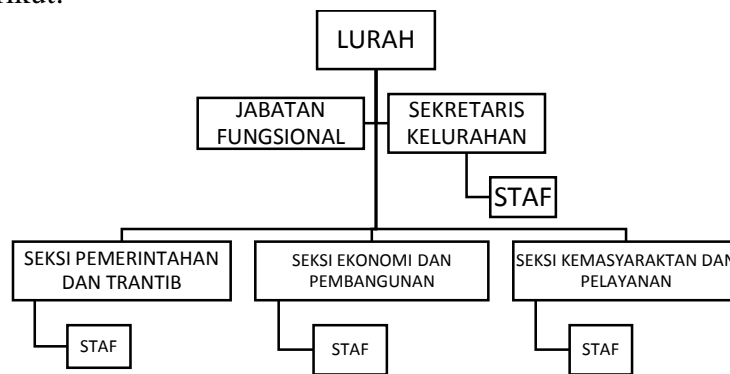 LURAH
JABATAN
FUNGSIONAL
SEKRETARIS
KELURAHAN
STAF
SEKSI PEMERINTAHAN
DAN TRANTIB
SEKSI EKONOMI DAN
PEMBANGUNAN
SEKSI KEMASYARAKTAN DAN
PELAYANAN
STAF
STAF
STAF